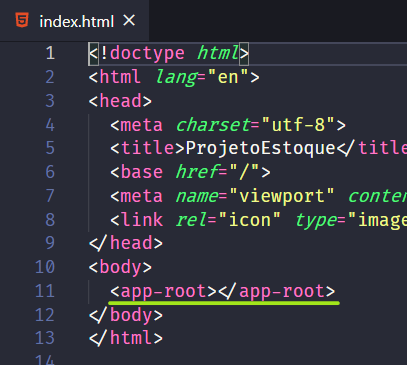 index.html
1 <!doctype html>
2 <html lang="en">
3 <head>
4 <meta charset="utf-8">
5 <title>ProjetoEstoque</title
6 <base href="/">
7 <meta name="viewport" conten
8 <link rel="icon" type="image
9 </head>
10 <body>
11 <app-root></app-root>
12 </body>
13 </html>
14